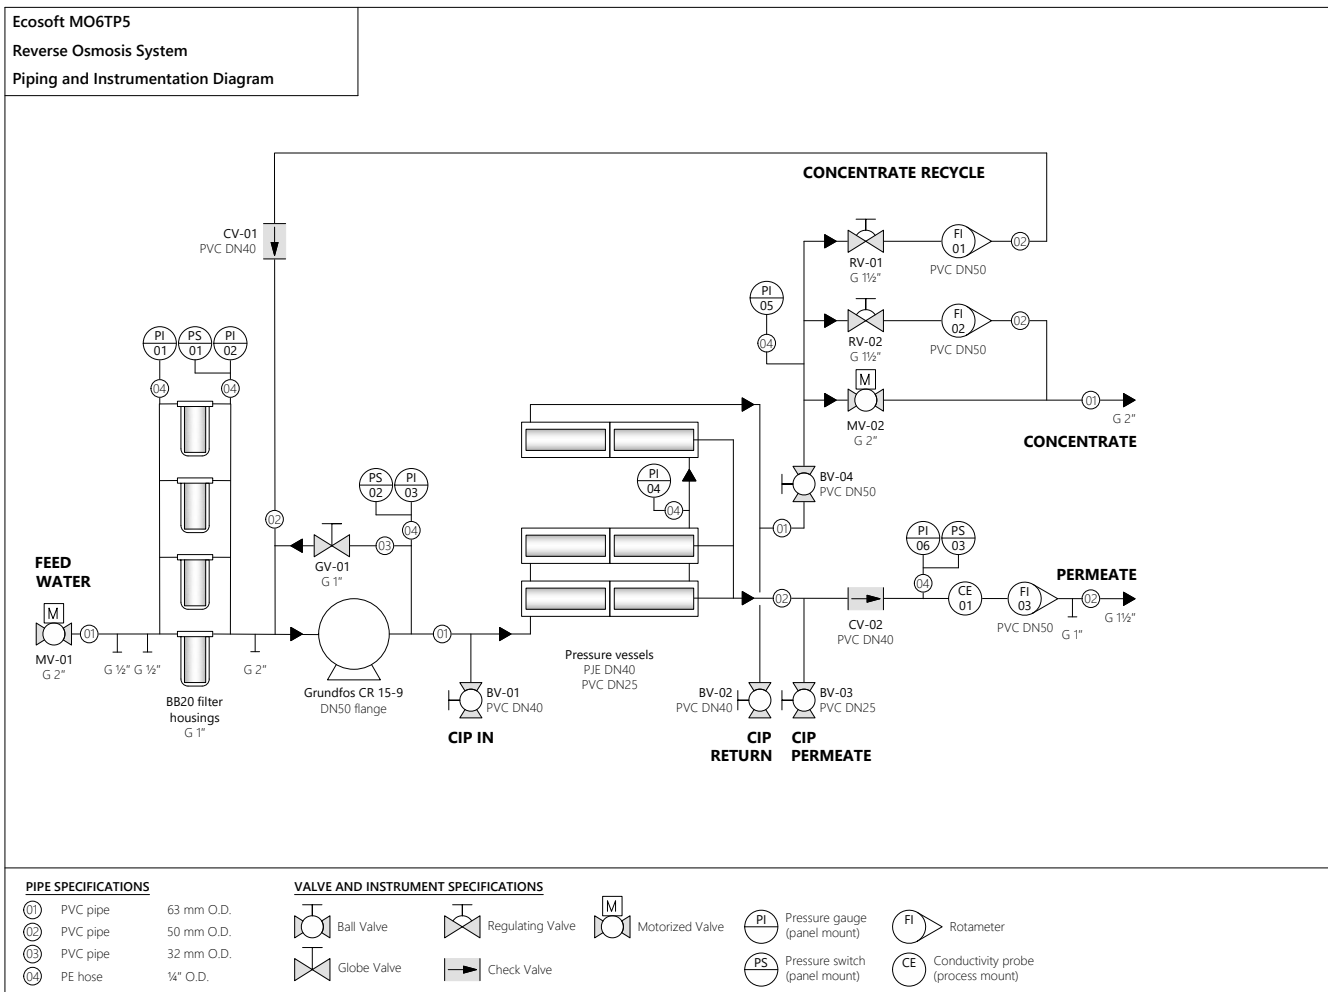 Ecosoft MO6TP5
Reverse Osmosis System
Piping and Instrumentation Diagram
CONCENTRATE RECYCLE
CV-01
PVC DN40
RV-01
G 1½"
FI
01
PVC DN50
02
PI
05
04
RV-02
G 1½"
FI
02
PVC DN50
02
PI
01
PS
01
PI
02
04
04
M
MV-02
G 2"
01
G 2"
CONCENTRATE
BV-04
PVC DN50
PS
02
PI
03
04
PI
04
04
02
GV-01
G 1"
03
01
PI
06
PS
03
04
FEED
WATER
M
MV-01
G 2"
01
G ½"
G ½"
BB20 filter
housings
G 1"
G 2"
Grundfos CR 15-9
DN50 flange
01
BV-01
PVC DN40
CIP IN
Pressure vessels
PJE DN40
PVC DN25
02
CV-02
PVC DN40
CE
01
FI
03
PVC DN50
G 1"
02
PERMEATE
G 1½"
BV-02
PVC DN40
CIP
RETURN
BV-03
PVC DN25
CIP
PERMEATE
PIPE SPECIFICATIONS
01 PVC pipe 63 mm O.D.
02 PVC pipe 50 mm O.D.
03 PVC pipe 32 mm O.D.
04 PE hose ¼" O.D.
VALVE AND INSTRUMENT SPECIFICATIONS
Ball Valve
Globe Valve
Regulating Valve
Check Valve
M
Motorized Valve
PI
Pressure gauge
(panel mount)
PS
Pressure switch
(panel mount)
FI
Rotameter
CE
Conductivity probe
(process mount)